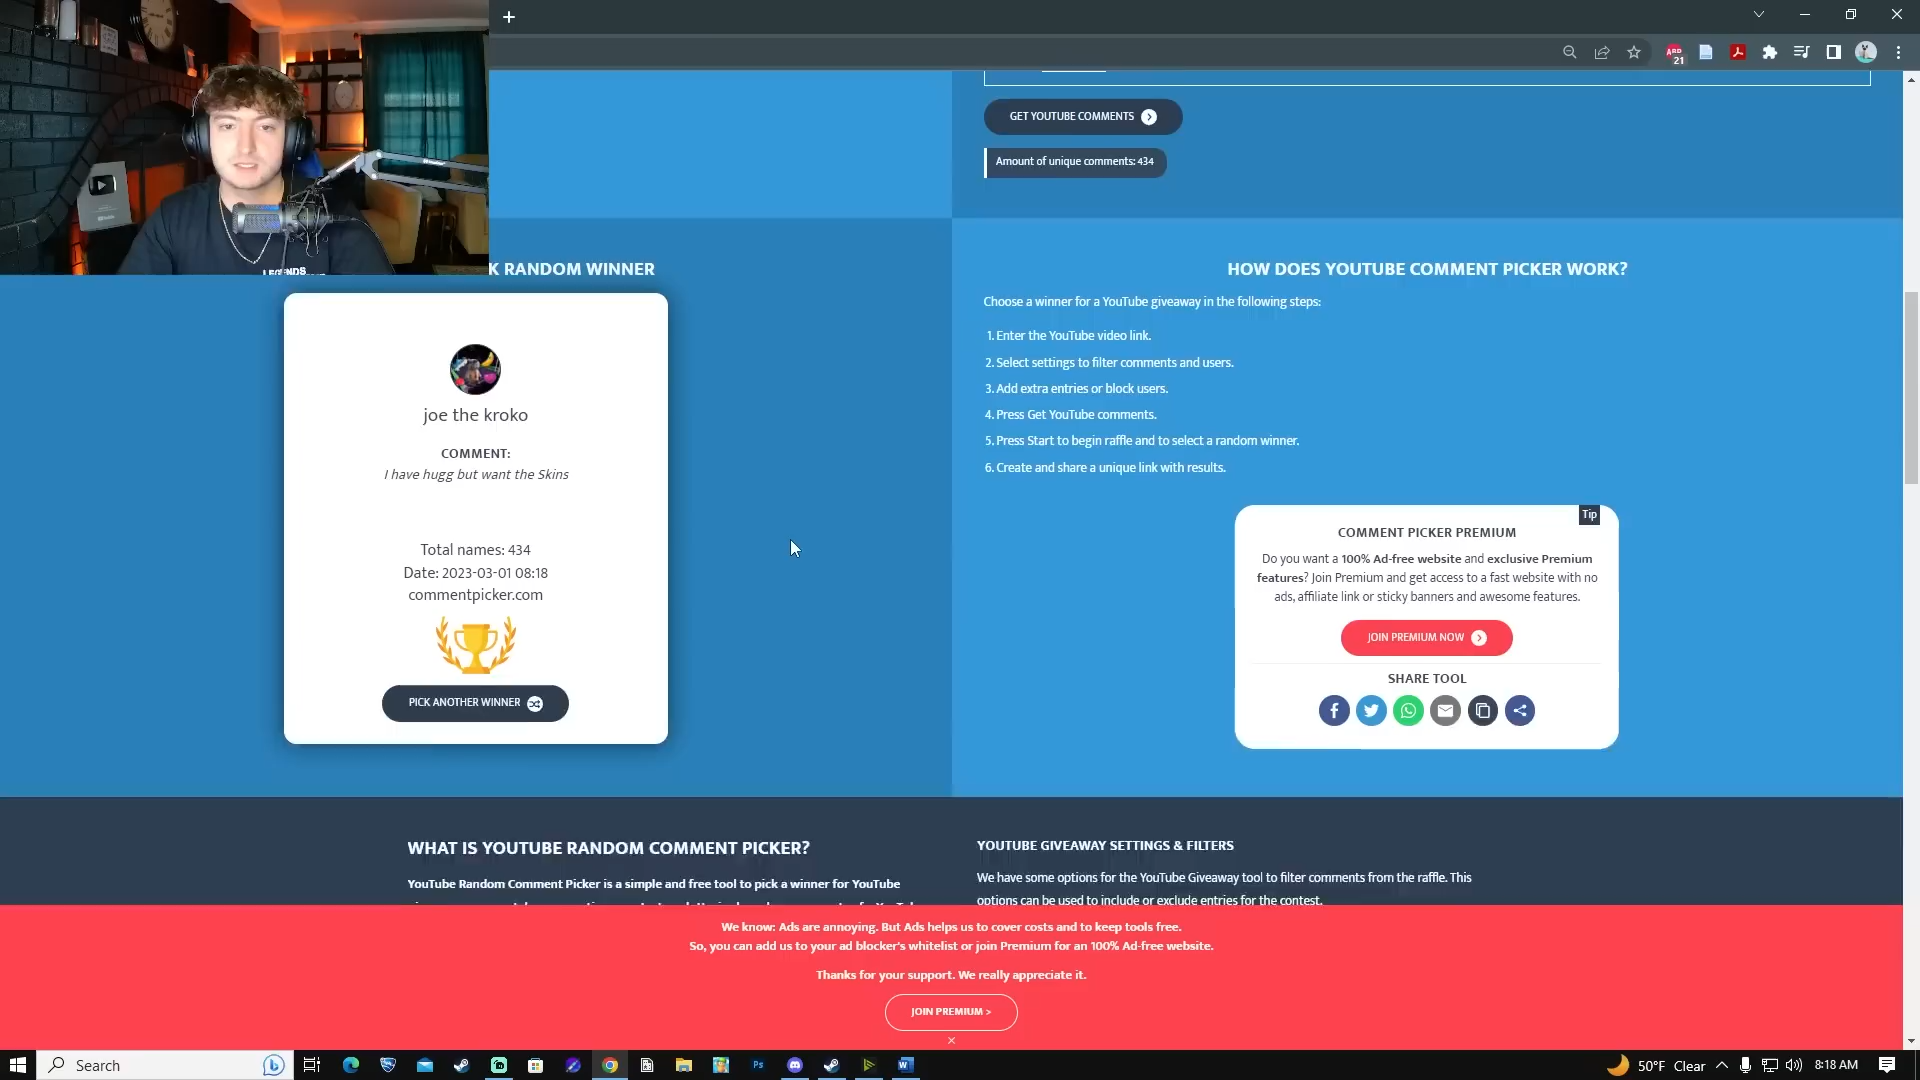 ABD
21
GET YOUTUBE COMMENTS
Amount of unique comments: 434
LEGENDS
K RANDOM WINNER
joe the kroko
COMMENT:
I have hugg but want the Skins
Total names: 434
Date: 2023-03-01 08:18
commentpicker.com
PICK ANOTHER WINNER
HOW DOES YOUTUBE COMMENT PICKER WORK?
Choose a winner for a YouTube giveaway in the following steps:
1. Enter the YouTube video link.
2. Select settings to filter comments and users.
3. Add extra entries or block users.
4. Press Get YouTube comments.
5. Press Start to begin raffle and to select a random winner.
6. Create and share a unique link with results.
Tip
COMMENT PICKER PREMIUM
Do you want a 100% Ad-free website and exclusive Premium
features? Join Premium and get access to a fast website with no
ads, affiliate link or sticky banners and awesome features.
JOIN PREMIUM NOW
SHARE TOOL
WHAT IS YOUTUBE RANDOM COMMENT PICKER?
YouTube Random Comment Picker is a simple and free tool to pick a winner for YouTube
YOUTUBE GIVEAWAY SETTINGS & FILTERS
We have some options for the YouTube Giveaway tool to filter comments from the raffle. This
options can be used to include or exclude entries for the contest.
We know: Ads are annoying. But Ads helps us to cover costs and to keep tools free.
So, you can add us to your ad blocker's whitelist or join Premium for an 100% Ad-free website.
Thanks for your support. We really appreciate it.
JOIN PREMIUM >
×
Search
Ps
W
50°F Clear
8:18 AM